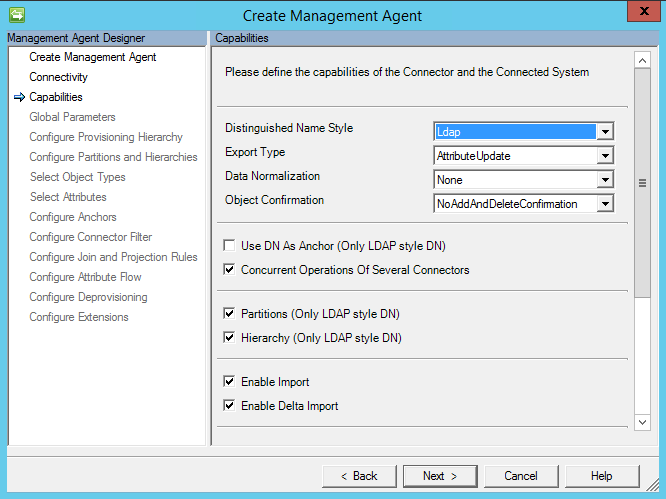 Create Management Agent
X
Management Agent Designer
Create Management Agent
Connectivity
Capabilities
Global Parameters
Configure Provisioning Hierarchy
Configure Partitions and Hierarchies
Select Object Types
Select Attributes
Configure Anchors
Configure Connector Filter
Configure Join and Projection Rules
Configure Attribute Flow
Configure Deprovisioning
Configure Extensions
Capabilities
Please define the capabilities of the Connector and the Connected System
Distinguished Name Style Ldap
Export Type AttributeUpdate
Data Normalization None
Object Confirmation NoAddAndDeleteConfirmation
Use DN As Anchor (Only LDAP style DN)
Concurrent Operations Of Several Connectors
Partitions (Only LDAP style DN)
Hierarchy (Only LDAP style DN)
Enable Import
Enable Delta Import
< Back Next > Cancel Help